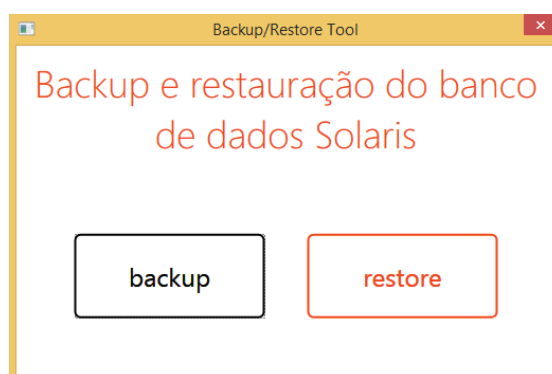 Backup/Restore Tool
Backup e restauração do banco
de dados Solaris
backup
restore